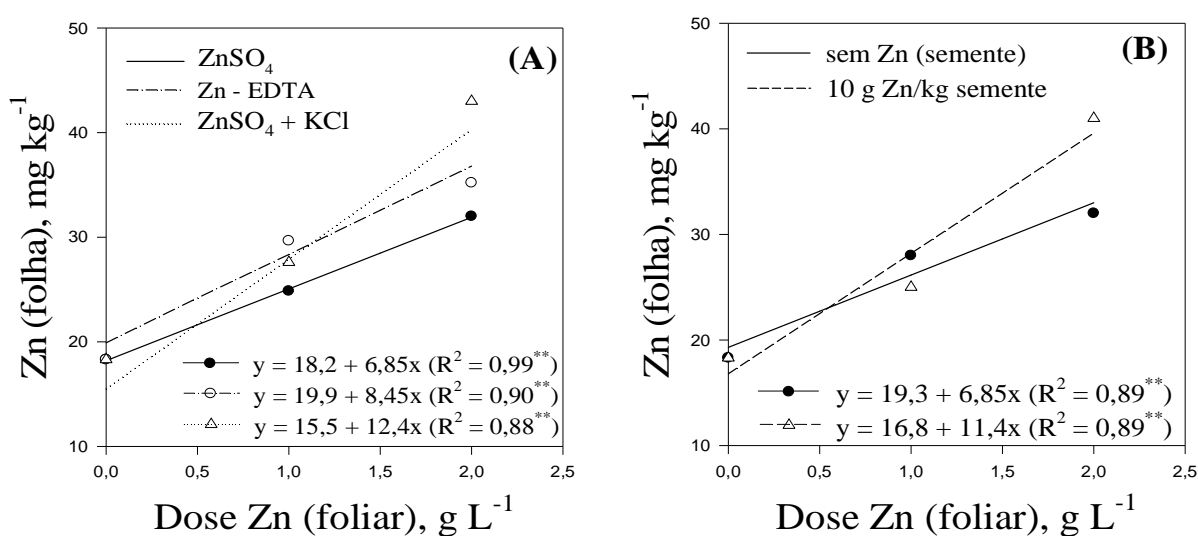 Zn (folha), mg kg⁻¹
50
40
30
20
10
ZnSO₄
Zn - EDTA
ZnSO₄ + KCl
(A)
y = 18,2 + 6,85x (R² = 0,99**)
y = 19,9 + 8,45x (R² = 0,90**)
y = 15,5 + 12,4x (R² = 0,88**)
0,0 0,5 1,0 1,5 2,0 2,5
Dose Zn (foliar), g L⁻¹
Zn (folha), mg kg⁻¹
50
40
30
20
10
sem Zn (semente)
10 g Zn/kg semente
(B)
y = 19,3 + 6,85x (R² = 0,89**)
y = 16,8 + 11,4x (R² = 0,89**)
0,0 0,5 1,0 1,5 2,0 2,5
Dose Zn (foliar), g L⁻¹